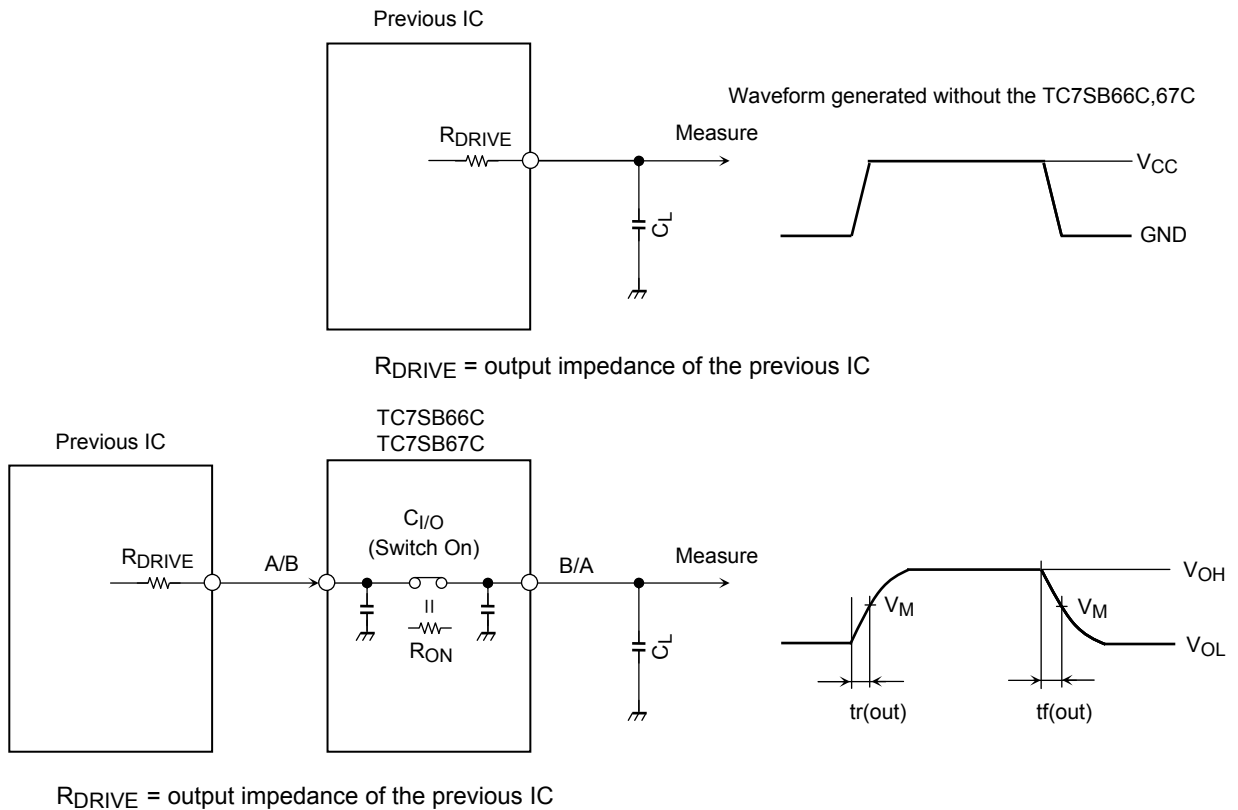 Previous IC
Waveform generated without the TC7SB66C,67C
RDRIVE
Measure
VCC
CL
GND
RDRIVE = output impedance of the previous IC
TC7SB66C
TC7SB67C
Previous IC
CI/O
(Switch On)
RDRIVE
A/B
B/A
Measure
VOH
VM
VM
RON
CL
VOL
tr(out)
tf(out)
RDRIVE = output impedance of the previous IC